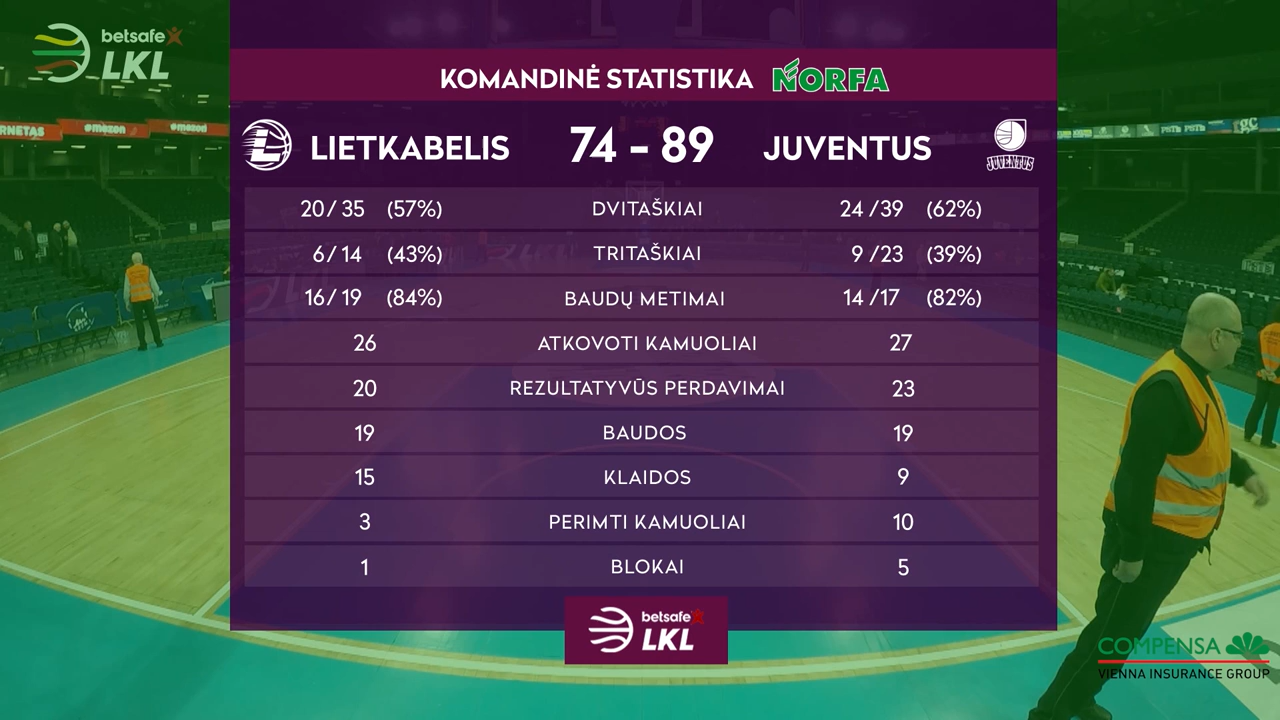 betsafe
LKL
KOMANDINĖ STATISTIKA NORFA
LIETKABELIS 74 - 89 JUVENTUS
JUVENTUS
20/35 (57%) DVITAŠKIAI 24/39 (62%)
6/14 (43%) TRITAŠKIAI 9/23 (39%)
16/19 (84%) BAUDŲ METIMAI 14/17 (82%)
26 ATKOVOTI KAMUOLIAI 27
20 REZULTATYVŪS PERDAVIMAI 23
19 BAUDOS 19
15 KLAIDOS 9
3 PERIMTI KAMUOLIAI 10
1 BLOKAI 5
betsafe
LKL
COMPENSA
VIENNA INSURANCE GROUP